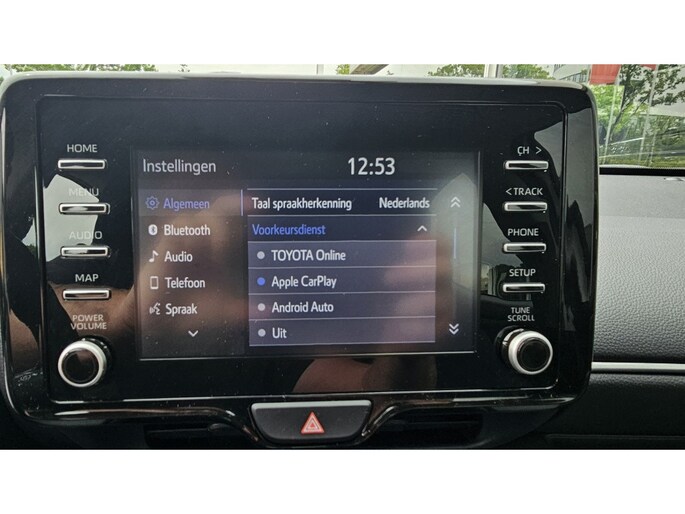 HOME
MENU
AUDIO
MAP
POWER
VOLUME
Instellingen 12:53
Algemeen
Bluetooth
Audio
Telefoon
Spraak
Taal spraakherkenning Nederlands
Voorkeursdienst
TOYOTA Online
Apple CarPlay
Android Auto
Uit
CH >
< TRACK
PHONE
SETUP
TUNE
SCROLL